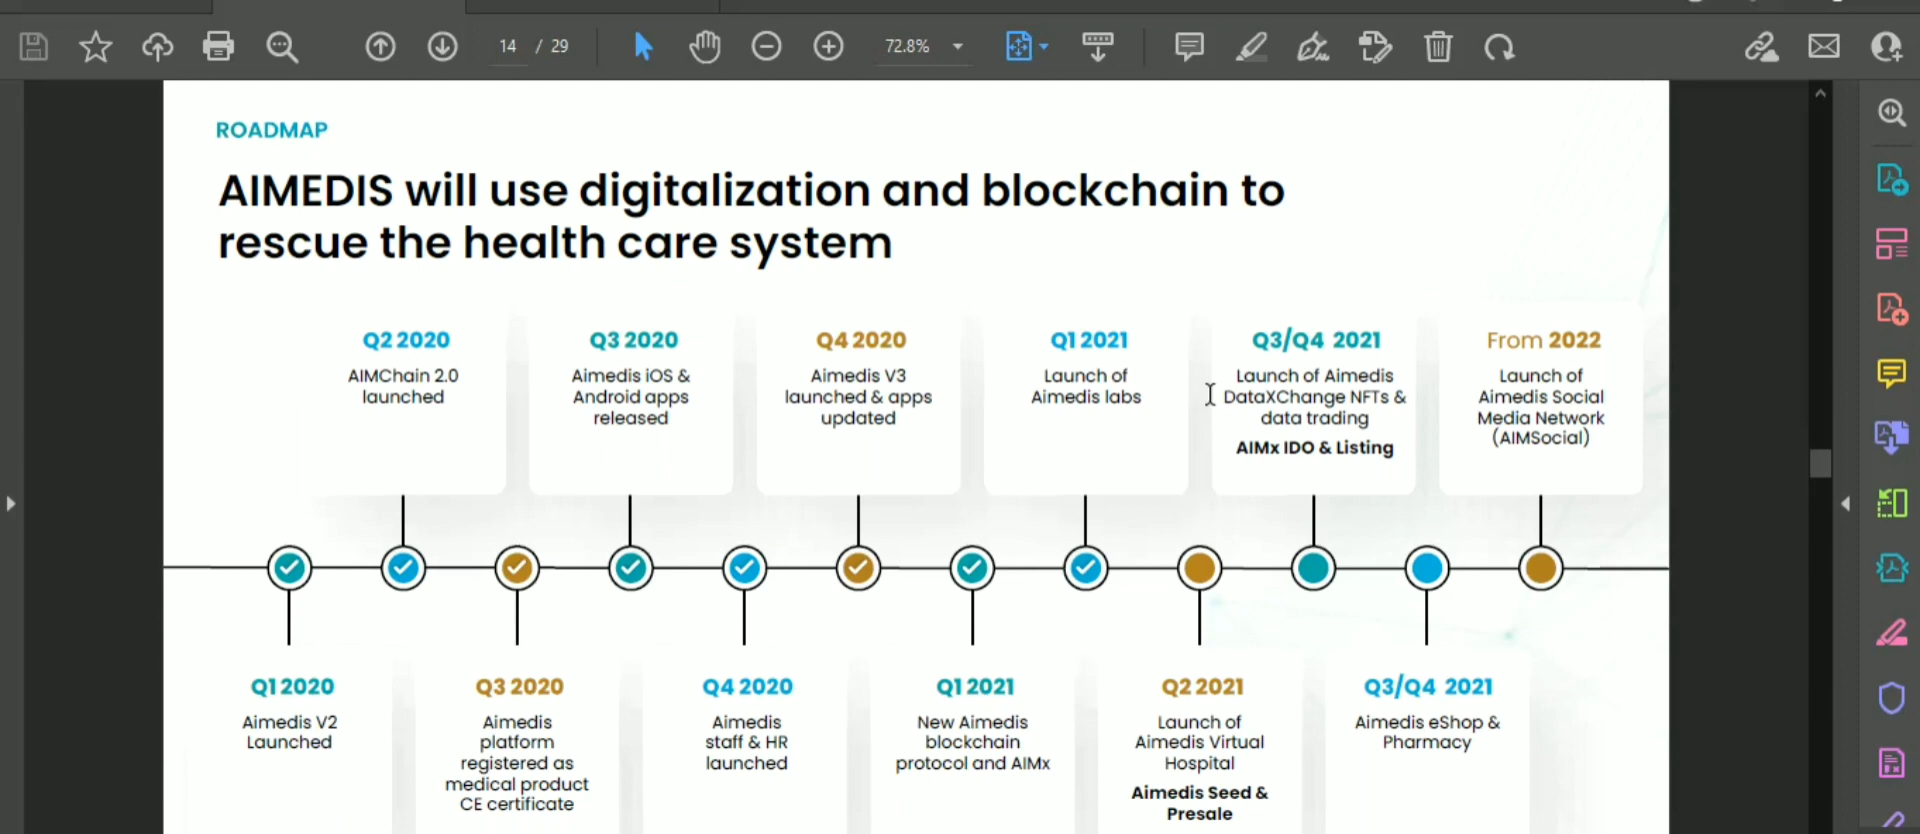 14 / 29
72.8%
ROADMAP
AIMEDIS will use digitalization and blockchain to
rescue the health care system
Q2 2020
AIMChain 2.0
launched
Q3 2020
Aimedis iOS &
Android apps
released
Q4 2020
Aimedis V3
launched & apps
updated
Q1 2021
Launch of
Aimedis labs
Q3/Q4 2021
Launch of Aimedis
DataXChange NFTs &
data trading
AIMx IDO & Listing
From 2022
Launch of
Aimedis Social
Media Network
(AIMSocial)
Q1 2020
Aimedis V2
Launched
Q3 2020
Aimedis
platform
registered as
medical product
CE certificate
Q4 2020
Aimedis
staff & HR
launched
Q1 2021
New Aimedis
blockchain
protocol and AIMx
Q2 2021
Launch of
Aimedis Virtual
Hospital
Aimedis Seed &
Presale
Q3/Q4 2021
Aimedis eShop &
Pharmacy